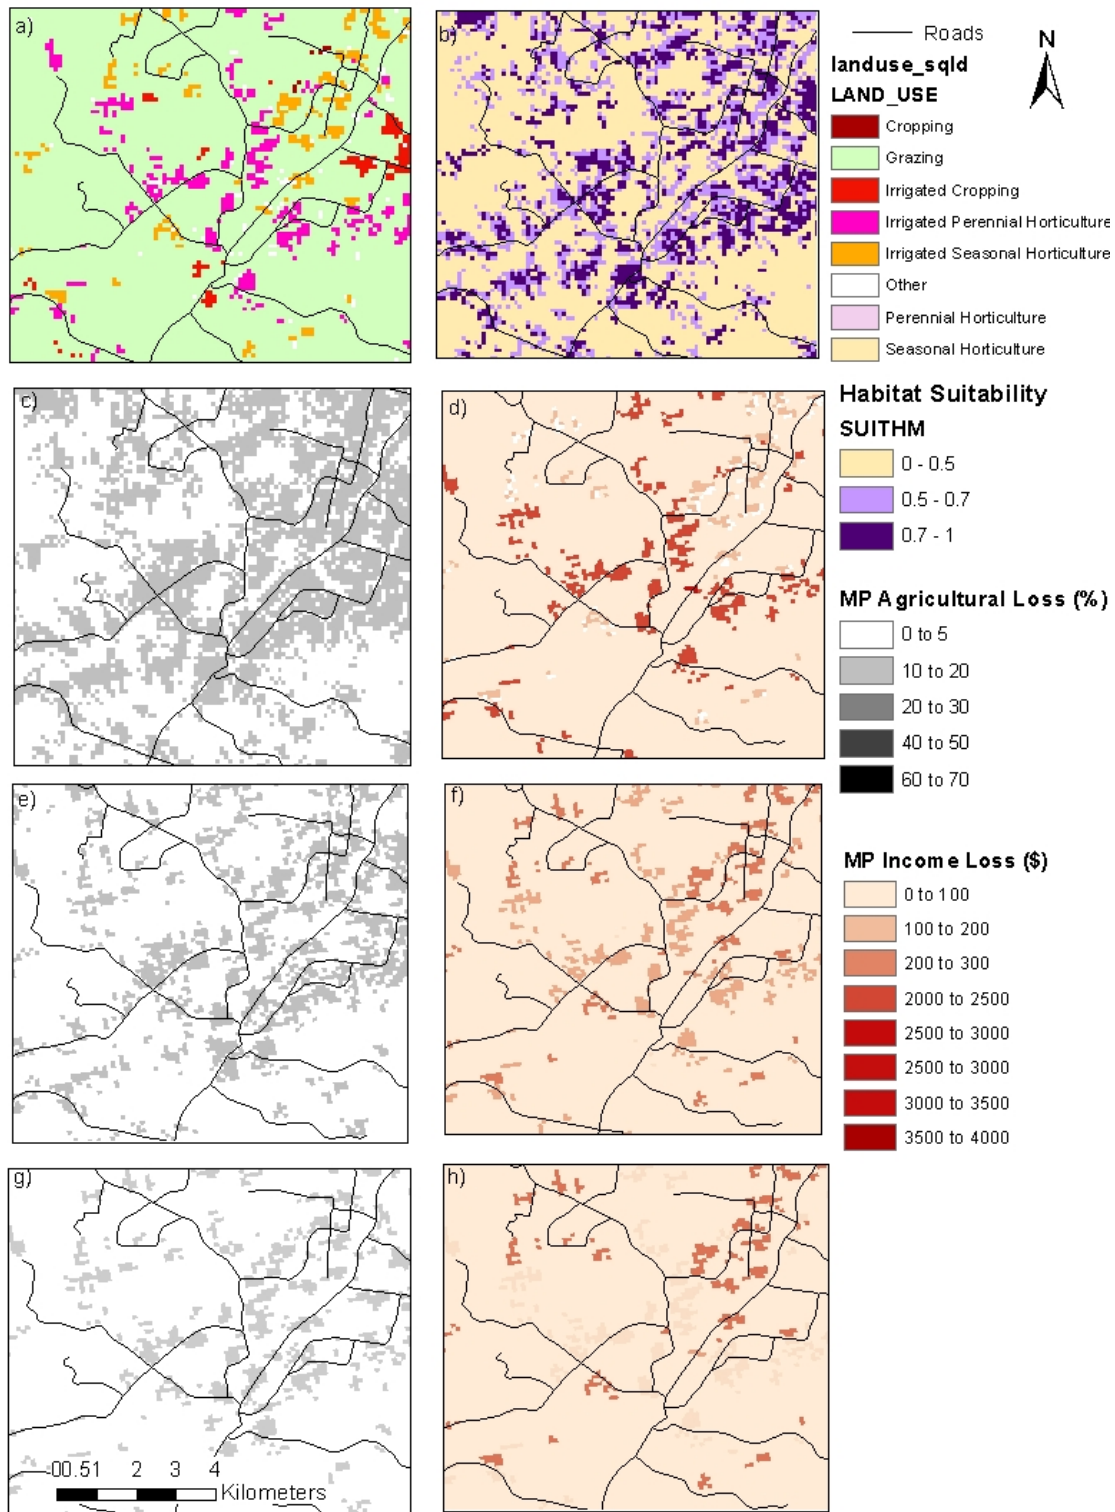 a)
b)
Roads
N
landuse_sqld
LAND_USE
Cropping
Grazing
Irrigated Cropping
Irrigated Perennial Horticulture
Irrigated Seasonal Horticulture
Other
Perennial Horticulture
Seasonal Horticulture
c)
d)
Habitat Suitability
SUITHM
0 - 0.5
0.5 - 0.7
0.7 - 1
MP Agricultural Loss (%)
0 to 5
10 to 20
20 to 30
40 to 50
60 to 70
e)
f)
MP Income Loss ($)
0 to 100
100 to 200
200 to 300
2000 to 2500
2500 to 3000
2500 to 3000
3000 to 3500
3500 to 4000
g)
h)
00.51 2 3 4
Kilometers